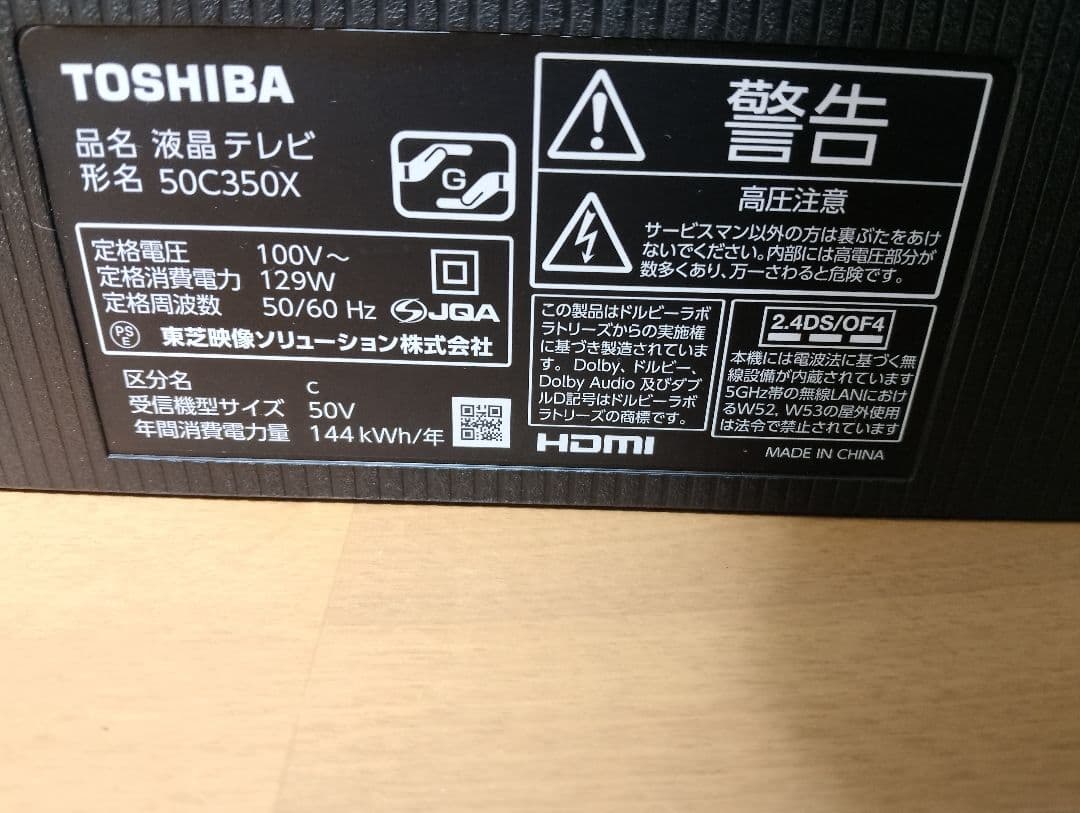 TOSHIBA
品名 液晶テレビ
形名 50C350X
G
定格電圧 100V～
定格消費電力 129W
定格周波数 50/60 Hz
JQA
PS
E
東芝映像ソリューション株式会社
区分名 c
受信機型サイズ 50V
年間消費電力量 144kWh/年
警告
高圧注意
サービスマン以外の方は裏ぶたをあけ
ないでください。内部には高電圧部分が
数多くあり、万一さわると危険です。
この製品はドルビーラボ
ラトリーズからの実施権
に基づき製造されていま
す。Dolby、ドルビー、
Dolby Audio 及びダブ
ルD記号はドルビーラボ
ラトリーズの商標です。
HDMI
2.4DS/OF4
本機には電波法に基づく無
線設備が内蔵されています
5GHz帯の無線LANにおけ
るW52, W53の屋外使用
は法令で禁止されています
MADE IN CHINA